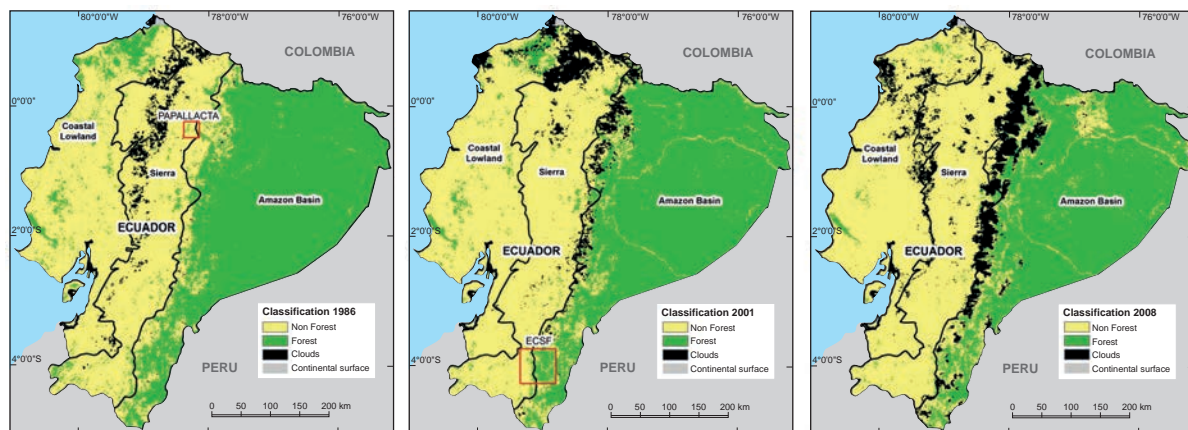 80°0'0"W
78°0'0"W
76°0'0"W
COLOMBIA
0°0'0"
PAPALLACTA
Coastal
Lowland
Sierra
Amazon Basin
ECUADOR
2°0'0"S
4°0'0"S
PERU
Classification 1986
Non Forest
Forest
Clouds
Continental surface
0 50 100 150 200 km
80°0'0"W
78°0'0"W
76°0'0"W
COLOMBIA
0°0'0"
Coastal
Lowland
Sierra
Amazon Basin
2°0'0"S
ECUADOR
ECSF
4°0'0"S
PERU
Classification 2001
Non Forest
Forest
Clouds
Continental surface
0 50 100 150 200 km
80°0'0"W
78°0'0"W
76°0'0"W
COLOMBIA
0°0'0"
Coastal
Lowland
Sierra
Amazon Basin
2°0'0"S
ECUADOR
4°0'0"S
PERU
Classification 2008
Non Forest
Forest
Clouds
Continental surface
0 50 100 150 200 km